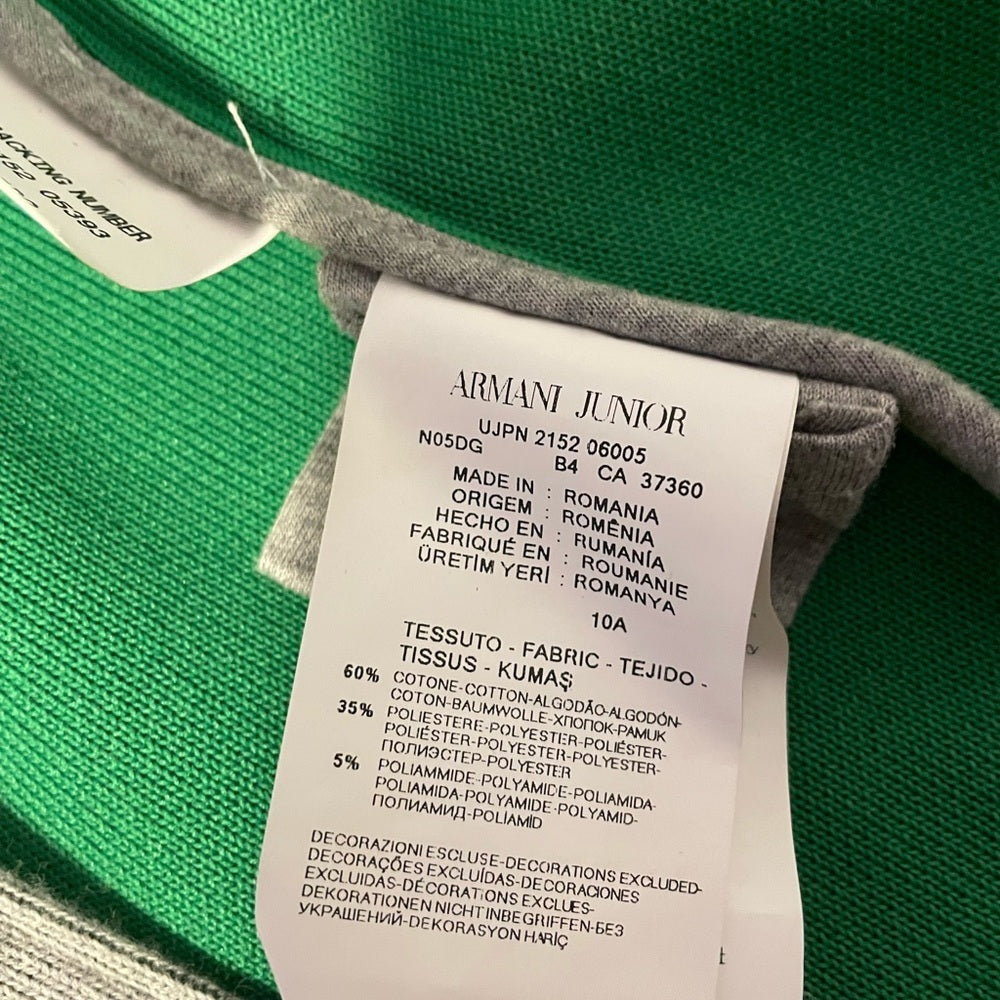 ACKING NUMBER
152 05393
ARMANI JUNIOR
UJPN 2152 06005
N05DG B4 CA 37360
MADE IN : ROMANIA
ORIGEM : ROMÊNIA
HECHO EN : RUMANÍA
FABRIQUÉ EN : ROUMANIE
ÜRETİM YERİ : ROMANYA
10A
TESSUTO - FABRIC - TEJIDO -
TISSUS - KUMAŞ
60% COTONE-COTTON-ALGODÃO-ALGODÓN-
COTON-BAUMWOLLE-ХПОПОК-PAMUK
35% POLIESTERE-POLYESTER-POLIÉSTER-
POLIÉSTER-POLYESTER-POLYESTER-
ПОЛИЭСТЕР-POLYESTER
5% POLIAMMIDE-POLYAMIDE-POLIAMIDA-
POLIAMIDA-POLYAMIDE-POLYAMID-
ПОЛИАМИД-POLİAMİD
DECORAZIONI ESCLUSE-DECORATIONS EXCLUDED-
DECORAÇÕES EXCLUÍDAS-DECORACIONES
EXCLUIDAS-DÉCORATIONS EXCLUES-
DEKORATIONEN NICHT INBEGRIFFEN-БЕЗ
УКРАШЕНИЙ-DEKORASYON HARİÇ